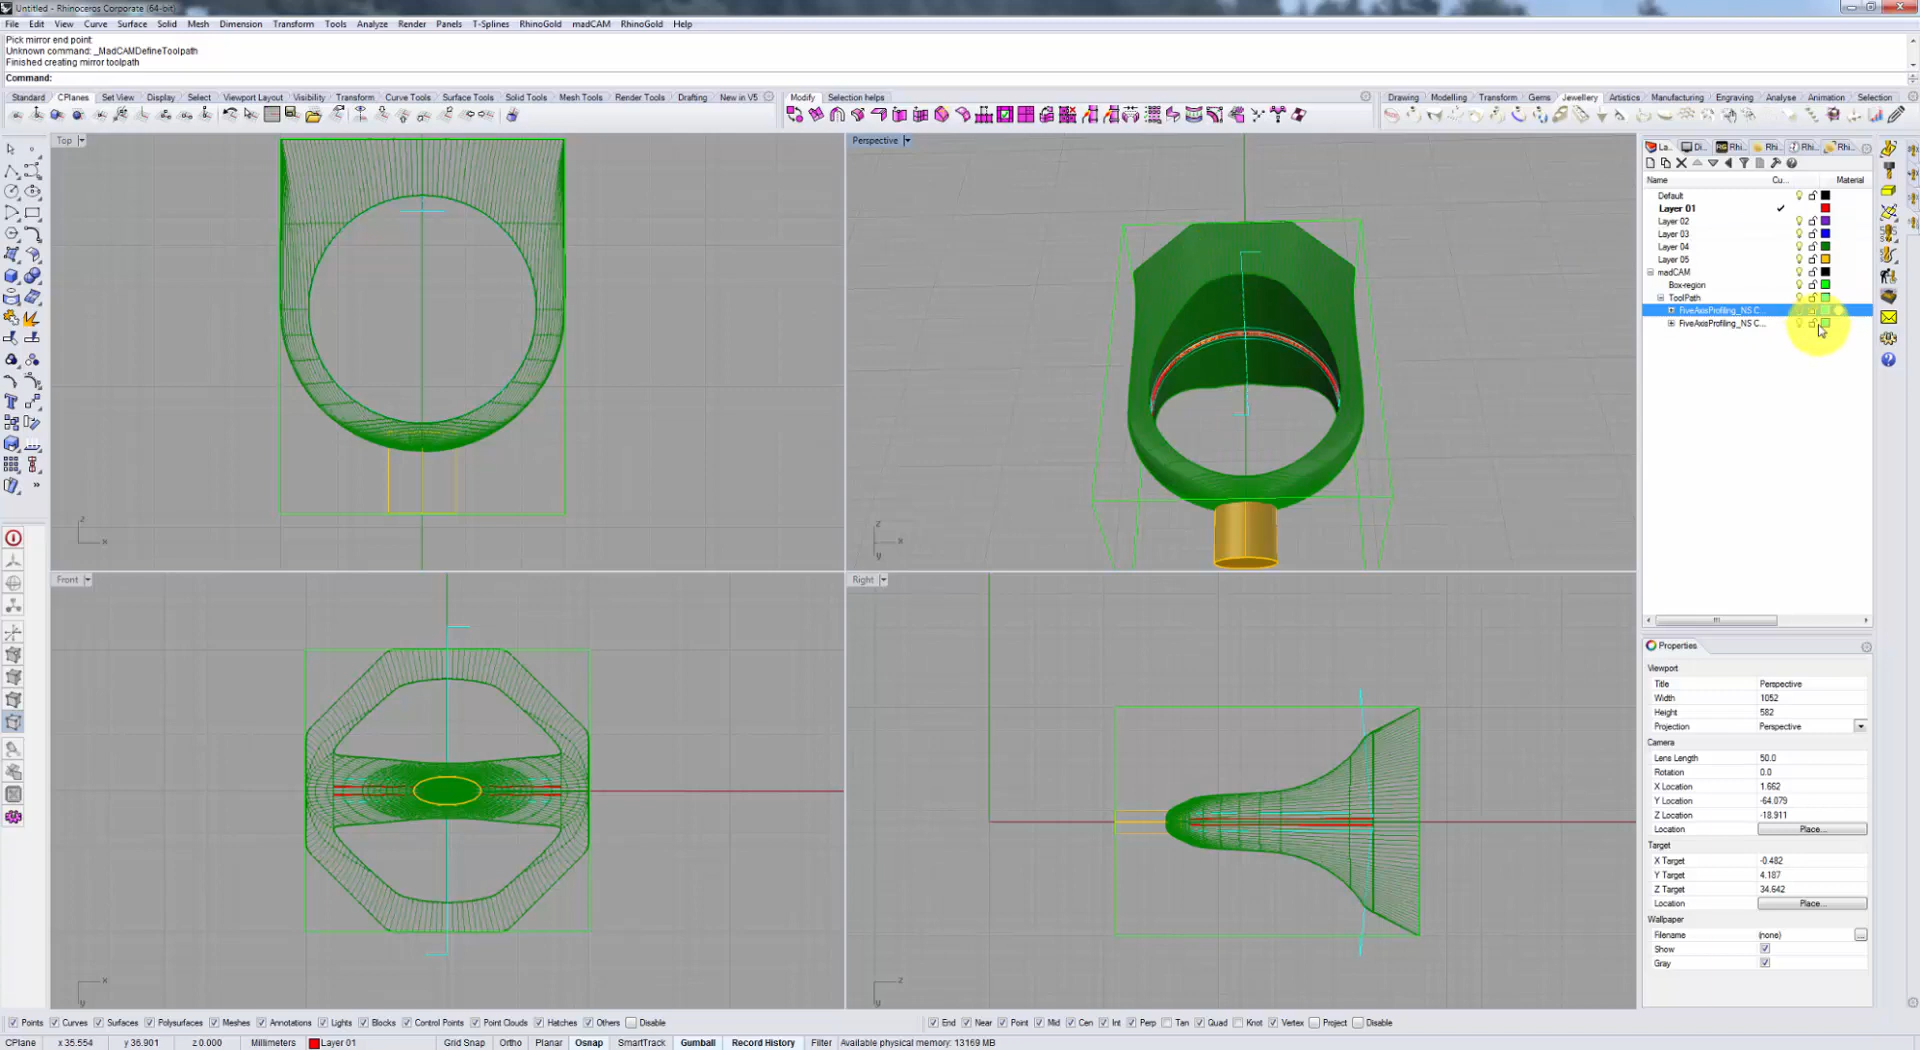 Untitled - Rhinoceros Corporate (64-bit)
File Edit View Curve Surface Solid Mesh Dimension Transform Tools Analyze Render Panels T-Splines RhinoGold madCAM RhinoGold Help
Pick mirror end point:
Unknown command: _MadCAMDefineToolpath
Finished creating mirror toolpath
Command:
Standard CPlanes Set View Display Select Viewport Layout Visibility Transform Curve Tools Surface Tools Solid Tools Mesh Tools Render Tools Drafting New in V5
Modify Selection helps
Drawing Modelling Transform Gems Jewellery Artistics Manufacturing Engraving Analyse Animation Selection
Top
Perspective
La... Di... Rhi... Rhi... Rhi... Rhi...
Name Cu... Material
Default
Layer 01
Layer 02
Layer 03
Layer 04
Layer 05
madCAM
Box-region
ToolPath
FiveAxisProfiling_NS C...
FiveAxisProfiling_NS C...
z
x
z
x
y
Front
Right
Properties
Viewport
Title Perspective
Width 1052
Height 582
Projection Perspective
Camera
Lens Length 50.0
Rotation 0.0
X Location 1.662
Y Location -64.079
Z Location -18.911
Location Place...
Target
X Target -0.482
Y Target 4.187
Z Target 34.642
Location Place...
Wallpaper
Filename (none) ...
Show
Gray
x
y
z
y
Points Curves Surfaces Polysurfaces Meshes Annotations Lights Blocks Control Points Point Clouds Hatches Others Disable
End Near Point Mid Cen Int Perp Tan Quad Knot Vertex Project Disable
CPlane x 35.554 y 36.901 z 0.000 Millimeters Layer 01 Grid Snap Ortho Planar Osnap SmartTrack Gumball Record History Filter Available physical memory: 13169 MB